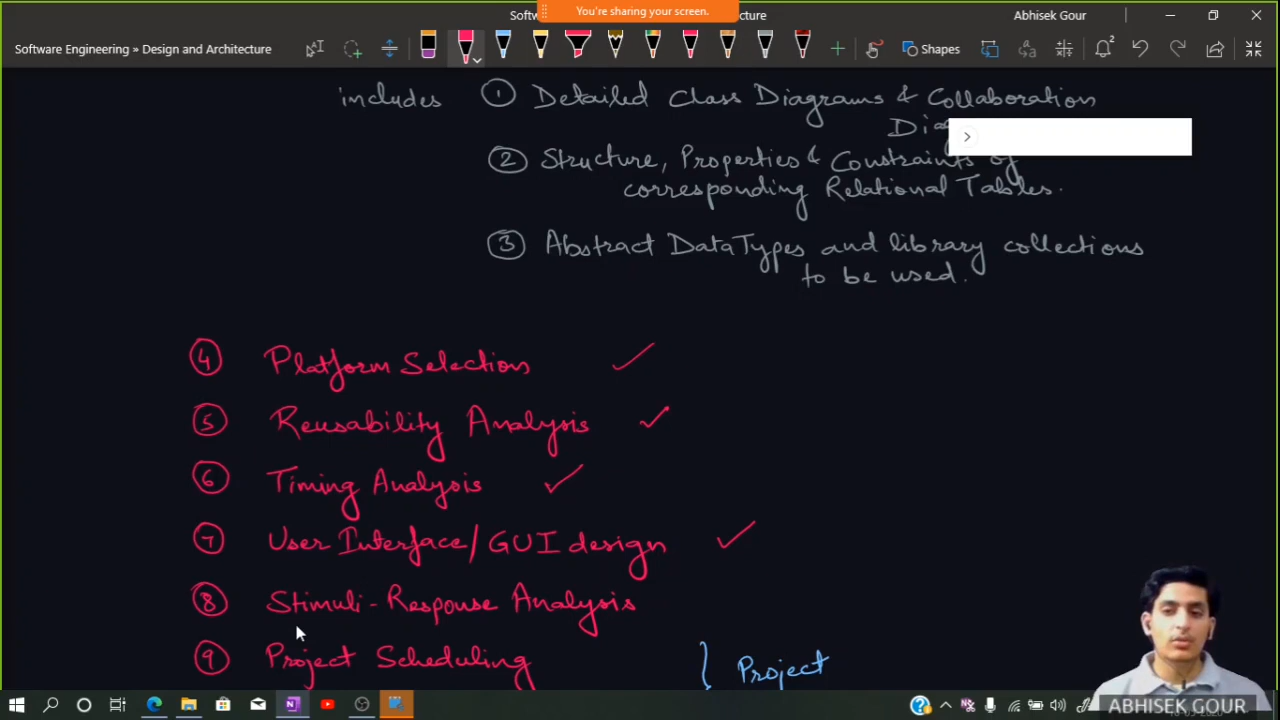 You're sharing your screen.
Abhisek Gour
Software Engineering » Design and Architecture
Shapes
includes ① Detailed Class Diagrams & Collaboration
② Structure, Properties & Constraints of
corresponding Relational Tables.
③ Abstract DataTypes and library collections
to be used.
④ Platform Selection
⑤ Reusability Analysis
⑥ Timing Analysis
⑦ User Interface/GUI design
⑧ Stimuli-Response Analysis
⑨ Project Scheduling
Project
ABHISEK GOUR